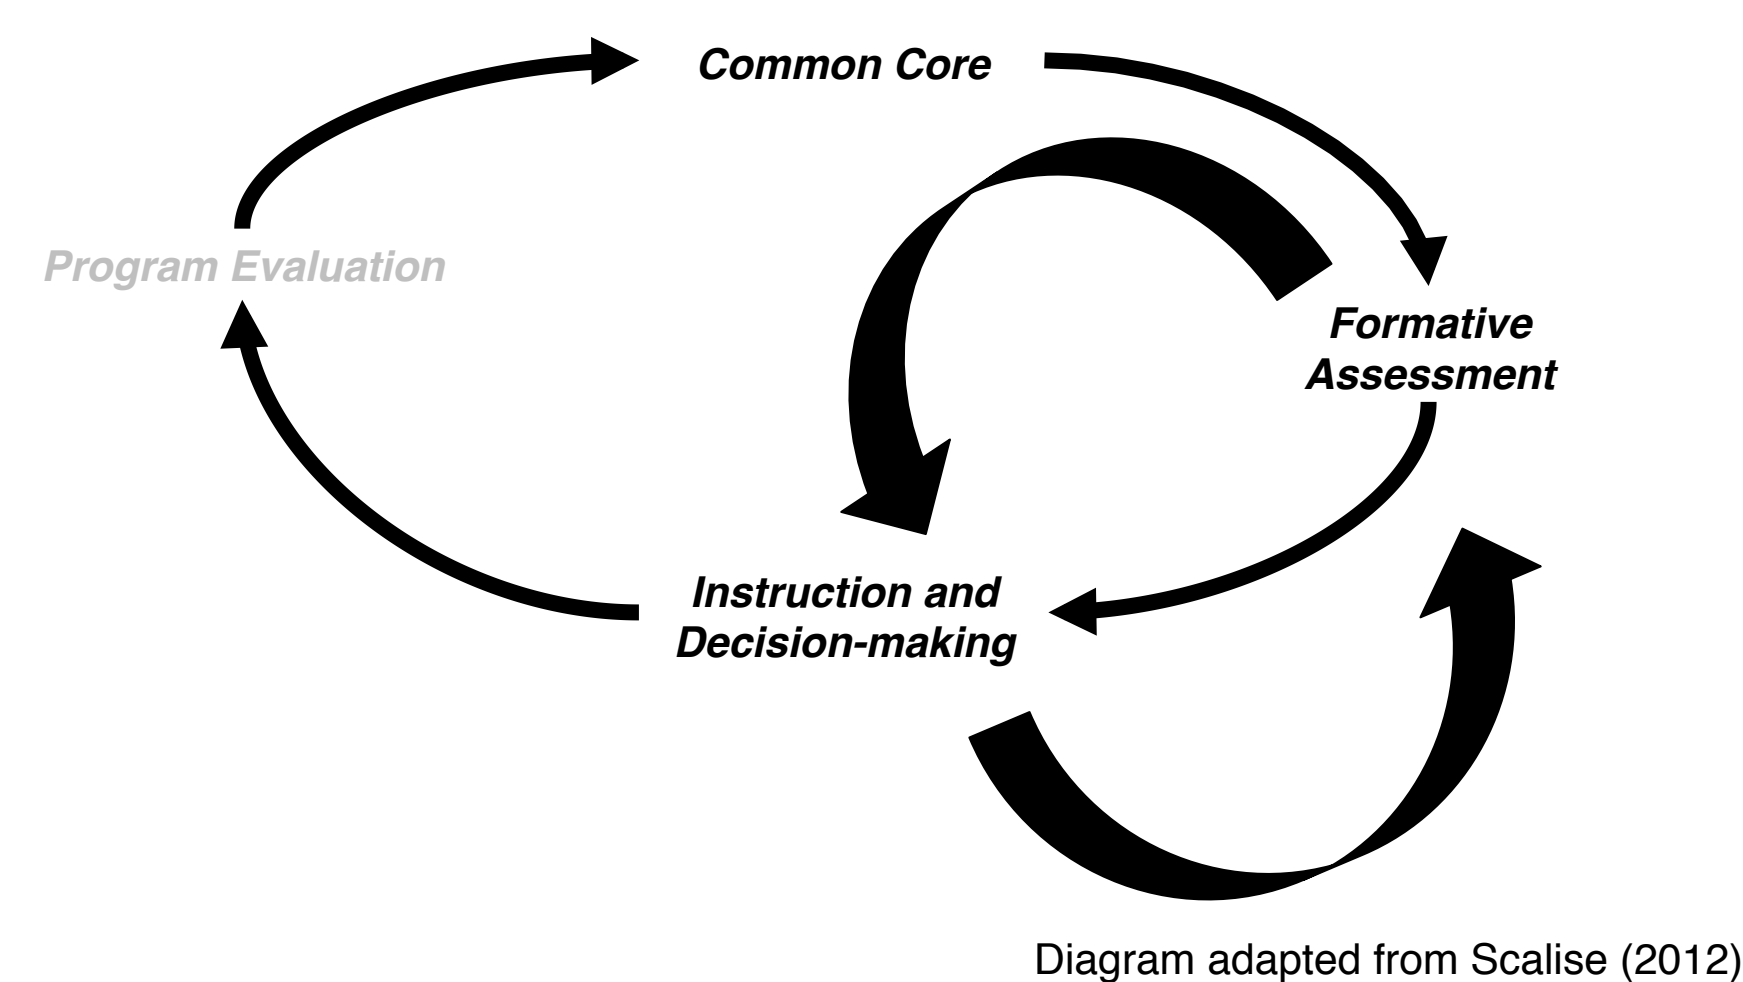 Common Core
Program Evaluation
Formative
Assessment
Instruction and
Decision-making
Diagram adapted from Scalise (2012)